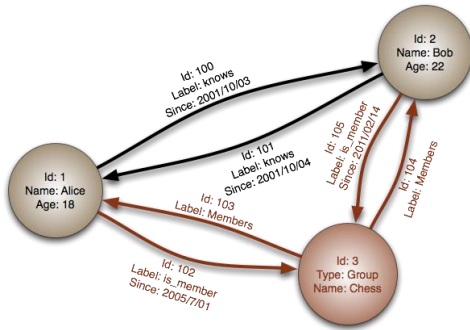 Id: 2
Name: Bob
Age: 22
Id: 100
Label: knows
Since: 2001/10/03
Id: 101
Label: knows
Since: 2001/10/04
Id: 105
Label: is_member
Since: 2011/02/14
Id: 104
Label: Members
Id: 1
Name: Alice
Age: 18
Id: 103
Label: Members
Id: 102
Label: is_member
Since: 2005/7/01
Id: 3
Type: Group
Name: Chess